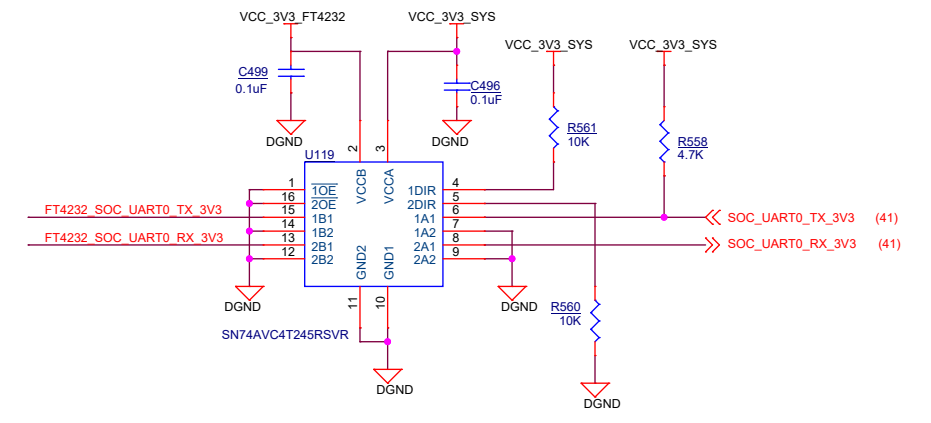 VCC_3V3_FT4232
VCC_3V3_SYS
VCC_3V3_SYS
VCC_3V3_SYS
C499
0.1uF
C496
0.1uF
DGND
DGND
R561
10K
R558
4.7K
U119
2
3
VCCB
VCCA
1
1OE
1DIR
4
16
2OE
2DIR
5
FT4232_SOC_UART0_TX_3V3
15
1B1
1A1
6
SOC_UART0_TX_3V3
(41)
14
1B2
1A2
7
FT4232_SOC_UART0_RX_3V3
13
2B1
2A1
8
SOC_UART0_RX_3V3
(41)
12
2B2
2A2
9
GND2
GND1
11
10
DGND
DGND
R560
10K
SN74AVC4T245RSVR
DGND
DGND